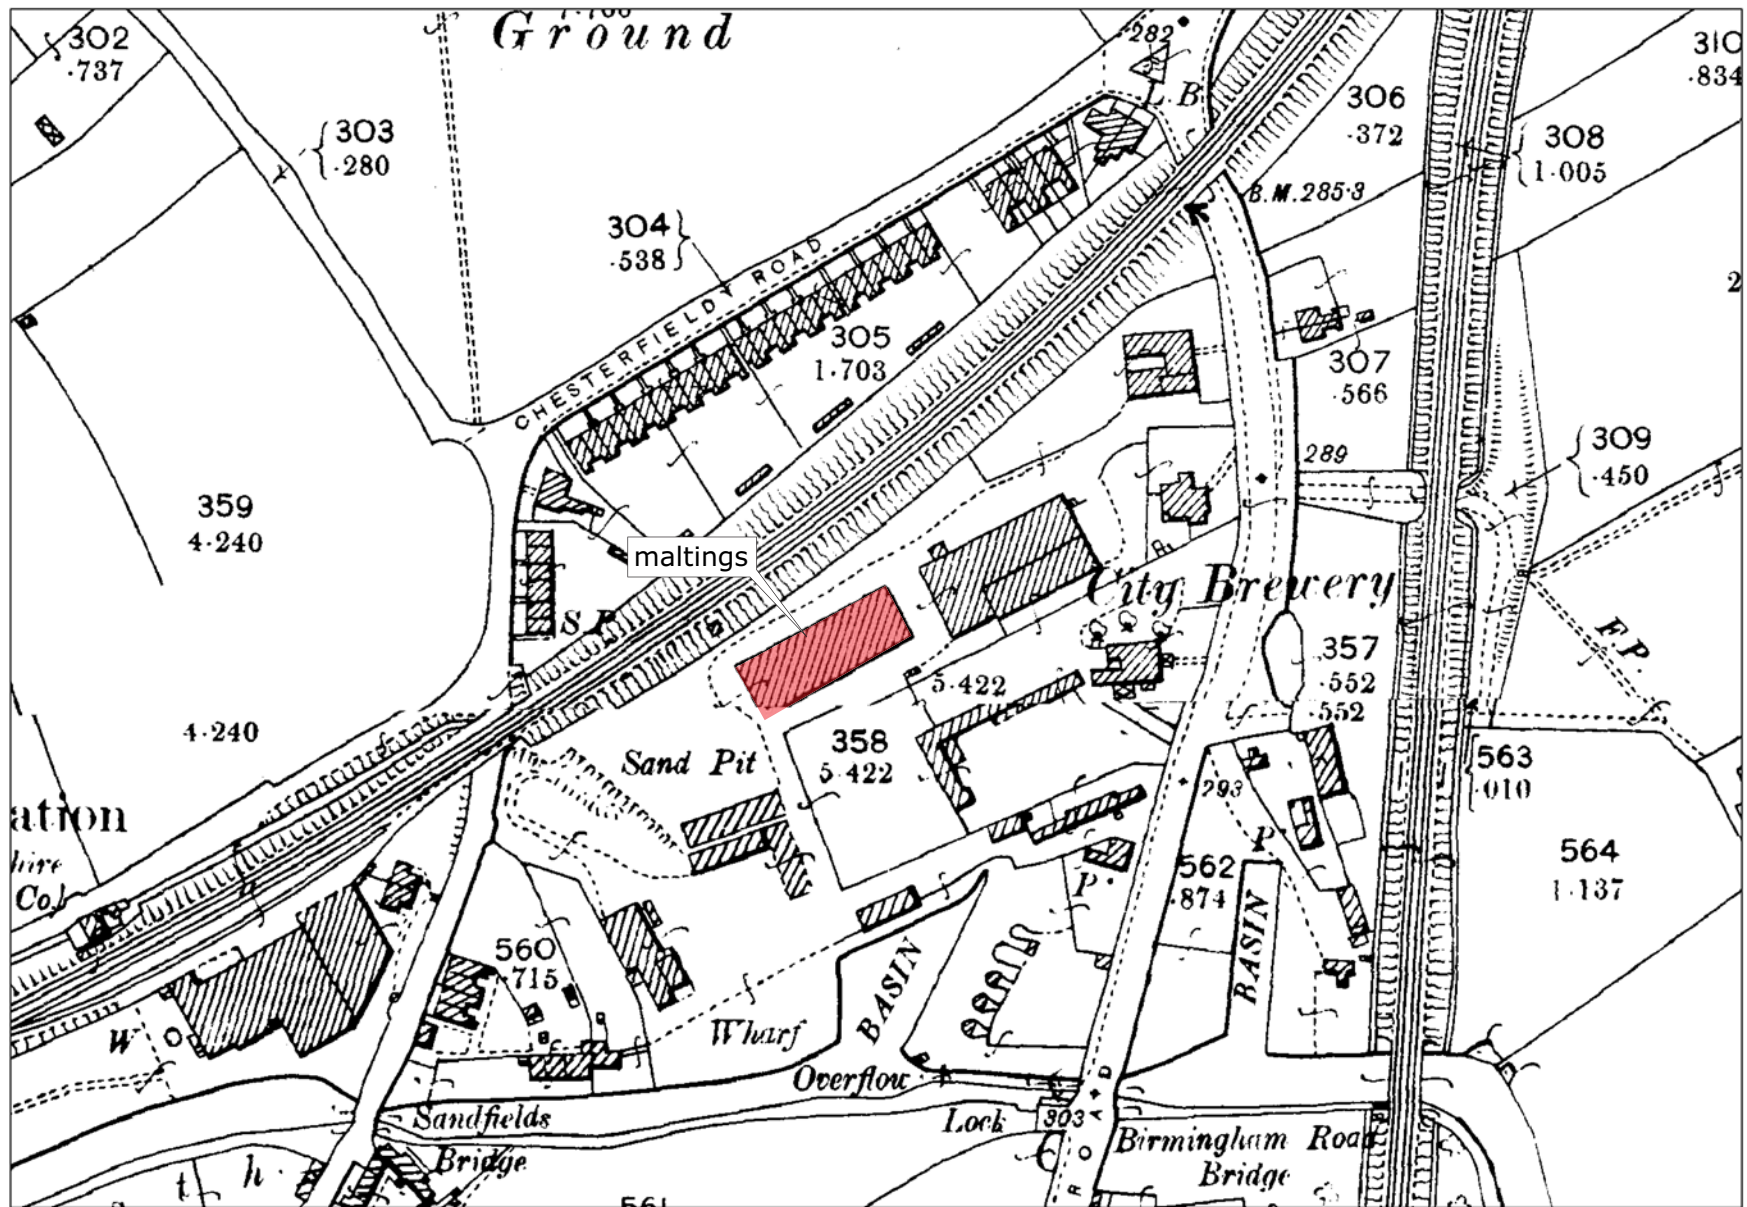 Ground
302
.737
303
.280
282
L B
306
.372
310
.834
308
1.005
B.M.285.3
304
.538
CHESTERFIELD ROAD
305
1.703
307
.566
289
309
.450
359
4.240
maltings
S.P
City Brewery
F.P.
357
.552
.552
5.422
358
5.422
4.240
Sand Pit
563
.010
293
ation
hire
Co.)
P
P
562
.874
564
1.137
560
.715
BASIN
BASIN
W
Wharf
Overflow
Sandfields
Bridge
Lock
303
ROAD
Birmingham Road
Bridge
t h
561